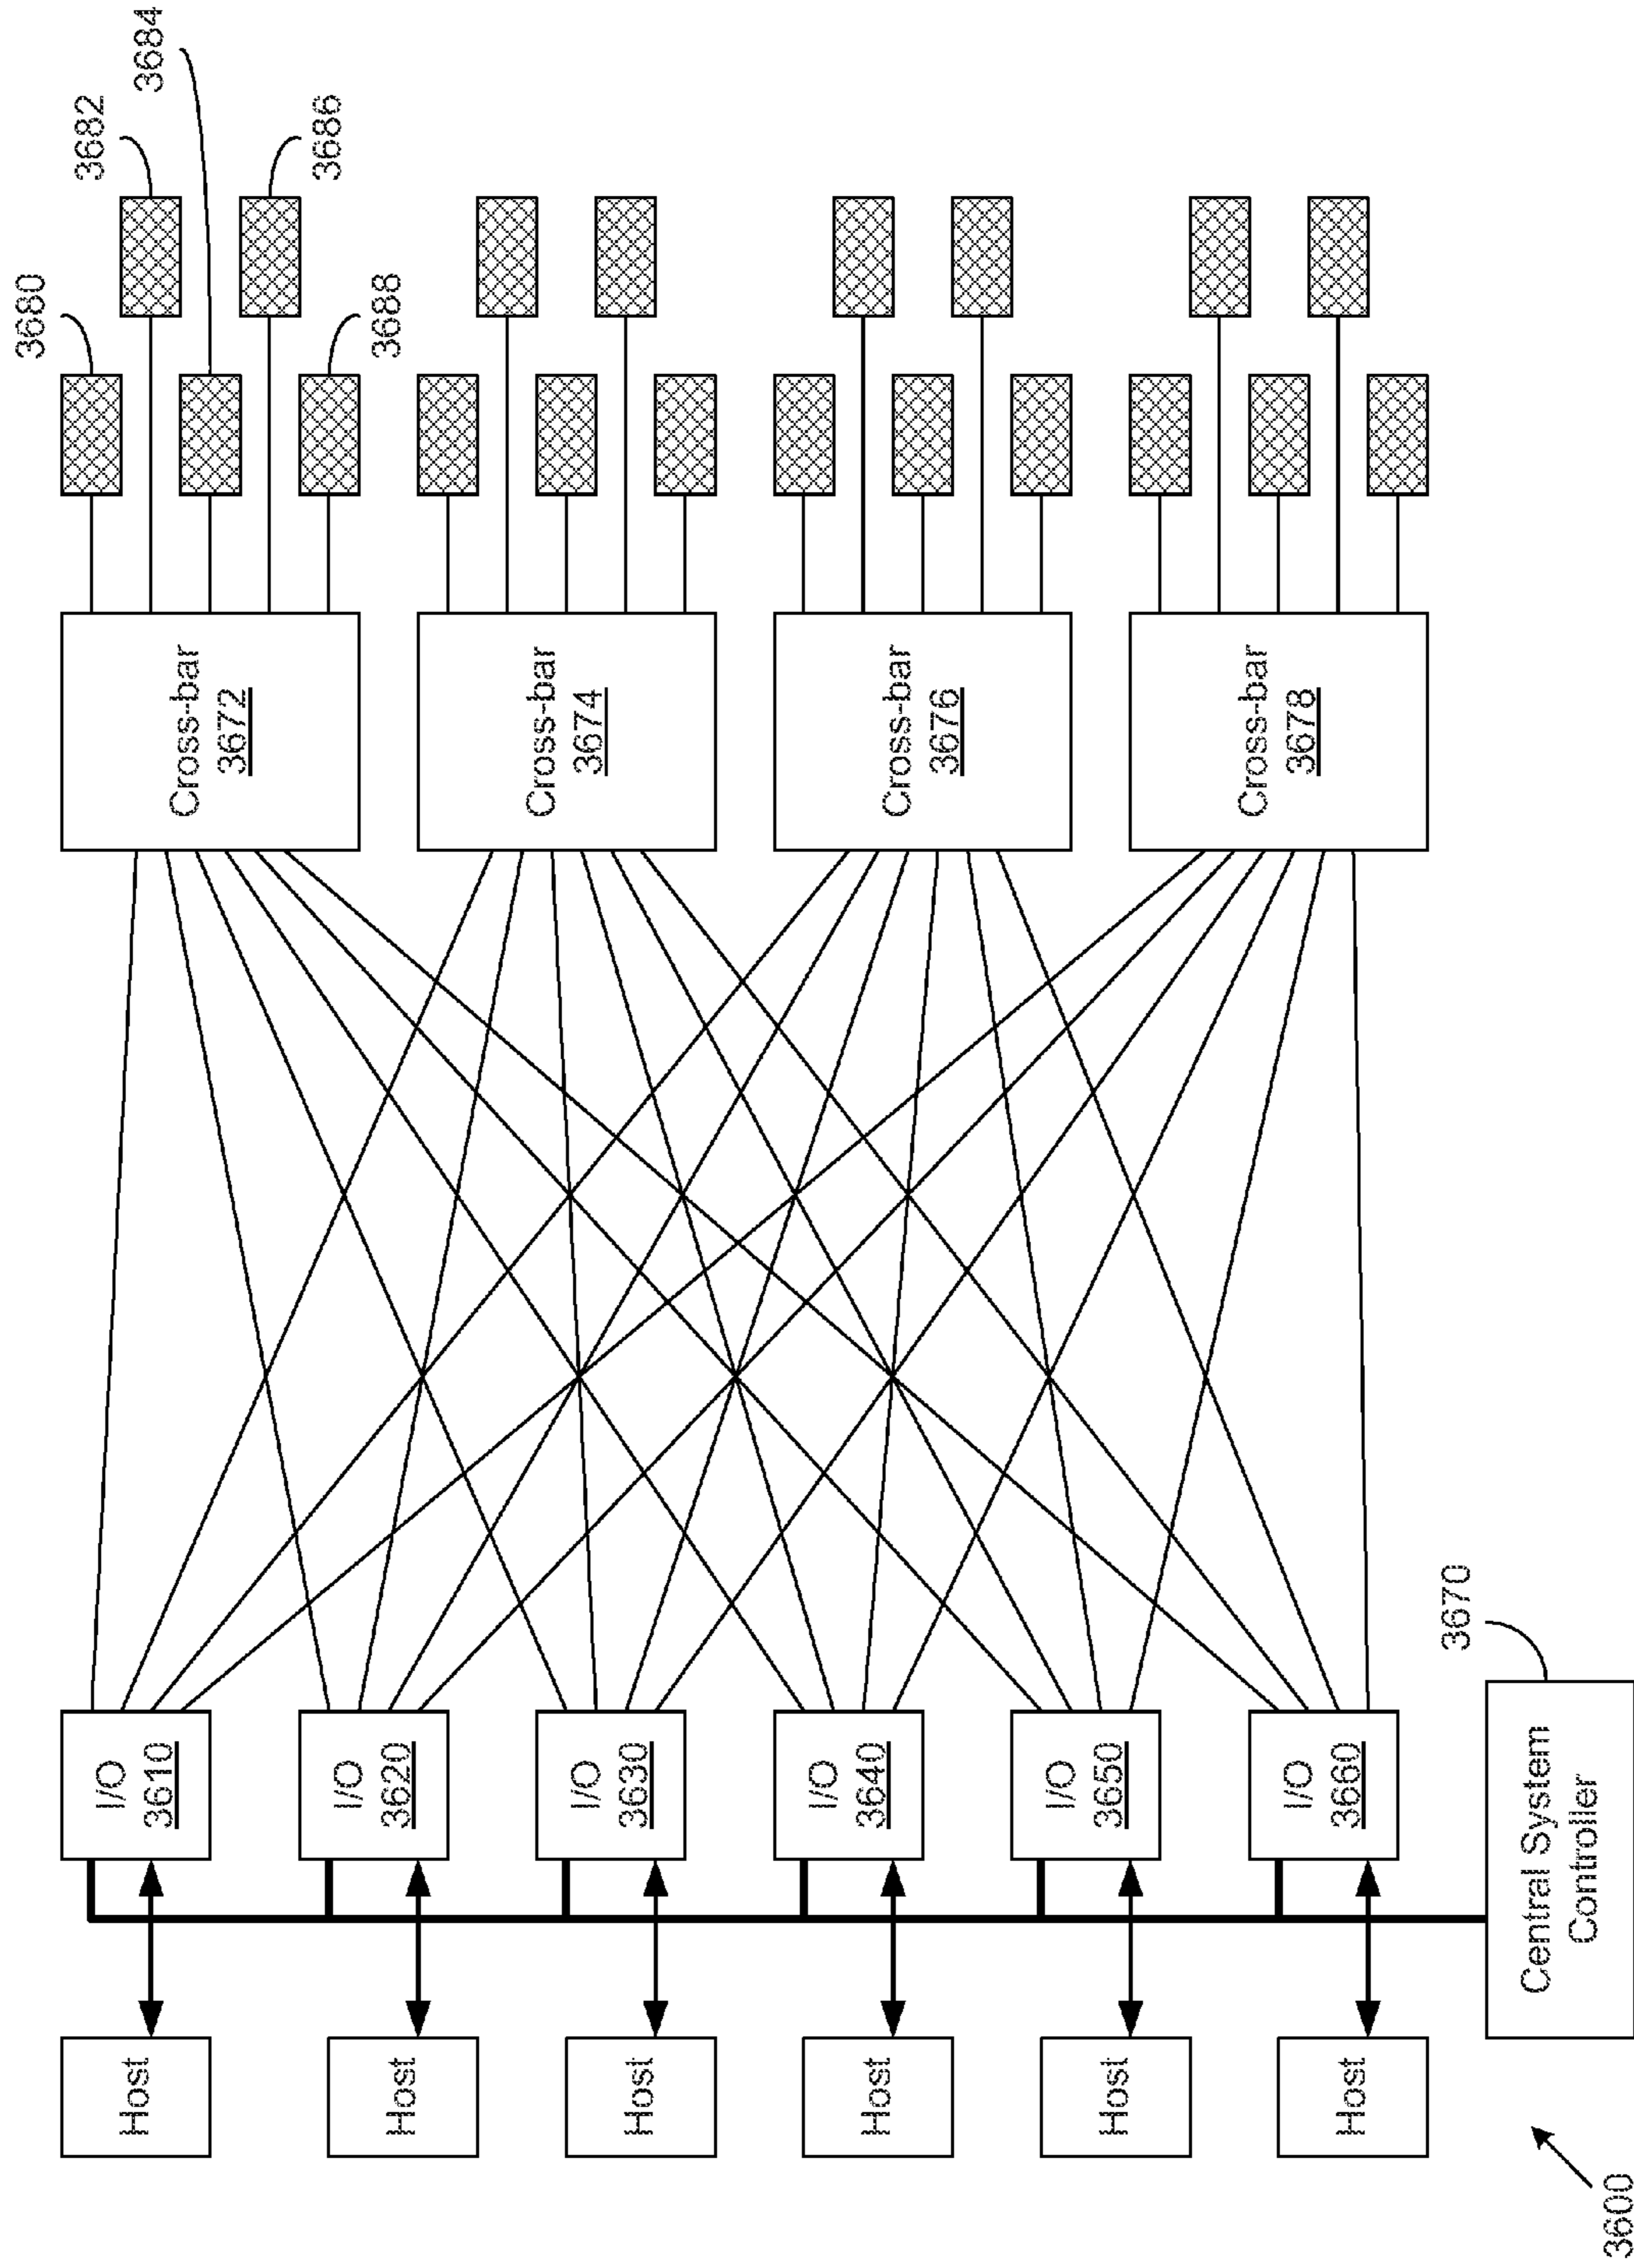 3600
Host
Host
Host
Host
Host
Host
Central System
Controller
3670
I/O
3610
I/O
3620
I/O
3630
I/O
3640
I/O
3650
I/O
3660
Cross-bar
3672
Cross-bar
3674
Cross-bar
3676
Cross-bar
3678
3680
3682
3684
3686
3688